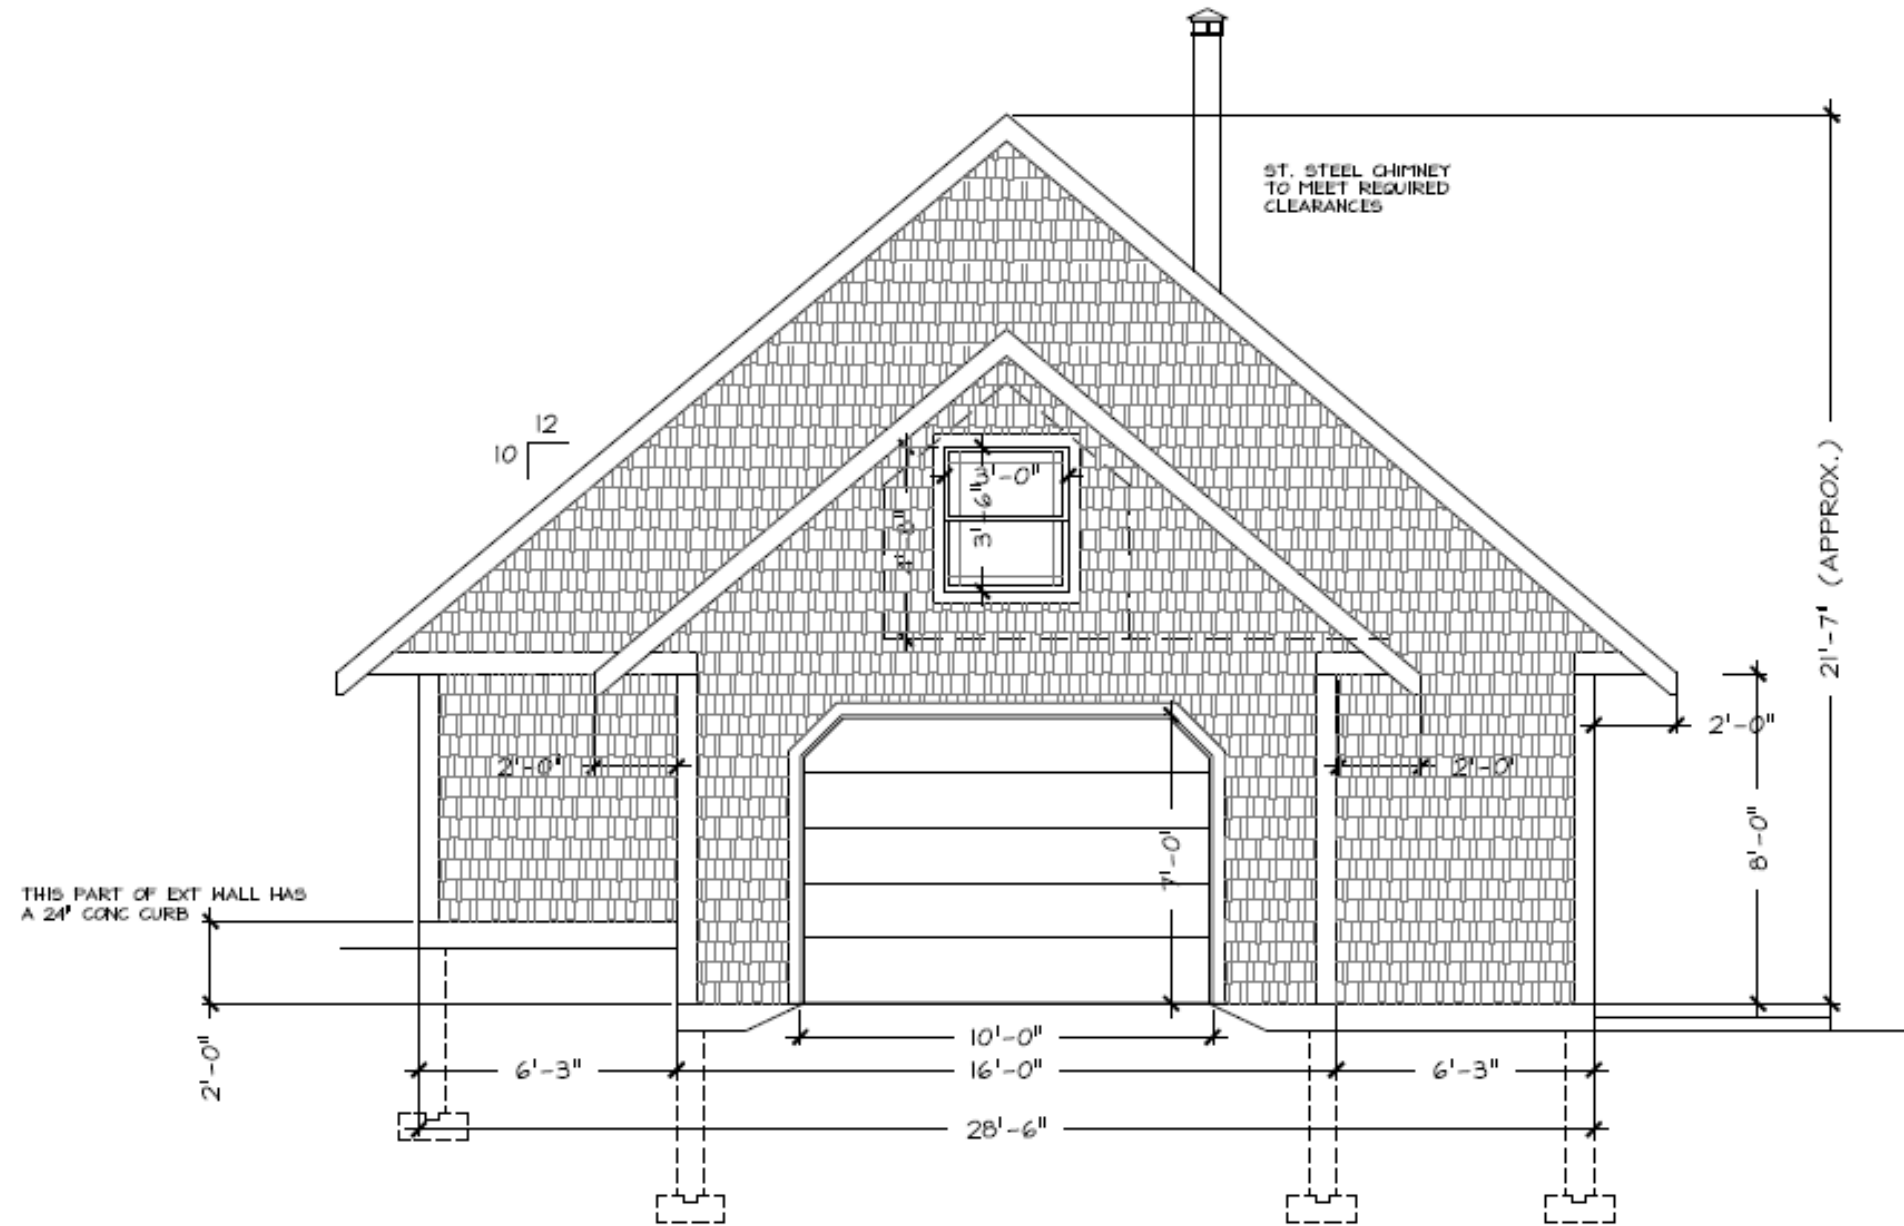 ST. STEEL CHIMNEY
TO MEET REQUIRED
CLEARANCES
12
10
3'-0"
3'-6"
4'-0"
21'-7" (APPROX.)
2'-0"
2'-0"
2'-0"
8'-0"
7'-0"
THIS PART OF EXT WALL HAS
A 24" CONC CURB
2'-0"
10'-0"
6'-3"
16'-0"
6'-3"
28'-6"